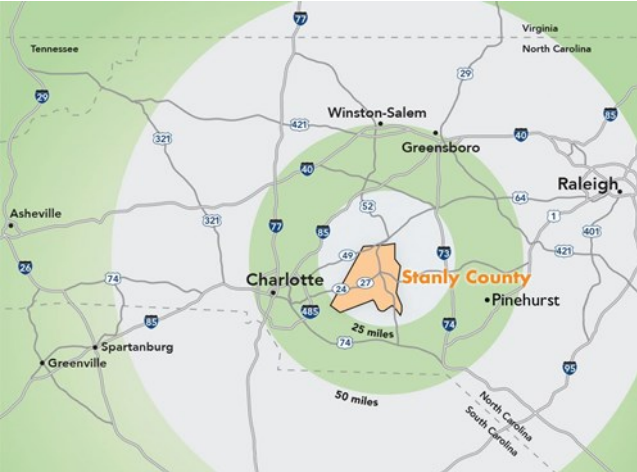 77
Virginia
Tennessee
North Carolina
29
29
Winston-Salem
421
85
321
Greensboro
40
40
Raleigh
64
52
Asheville
321
77
85
1
401
49
73
421
26
74
Charlotte
24
27
Stanly County
Pinehurst
485
85
25 miles
74
74
Spartanburg
Greenville
95
50 miles
North Carolina
South Carolina